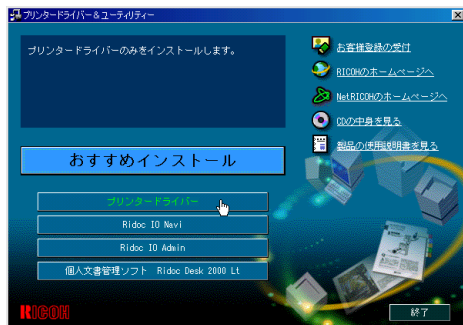 プリンタードライバー＆ユーティリティー
プリンタードライバーのみをインストールします。
お客様登録の受付
RICOHのホームページへ
NetRICOHのホームページへ
CDの中身を見る
製品の使用説明書を見る
おすすめインストール
プリンタードライバー
Ridoc IO Navi
Ridoc IO Admin
個人文書管理ソフト Ridoc Desk 2000 Lt
RICOH
終了